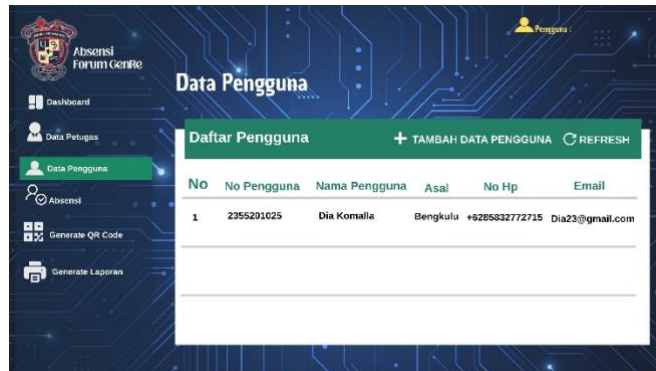 Absensi
Forum GenRe
Pengguna :
Data Pengguna
Dashboard
Data Petugas
Data Pengguna
Absensi
Generate QR Code
Generate Laporan
Daftar Pengguna
+ TAMBAH DATA PENGGUNA
REFRESH
No No Pengguna Nama Pengguna Asal No Hp Email
1 2355201025 Dia Komalla Bengkulu +6285832772715 Dia23@gmail.com